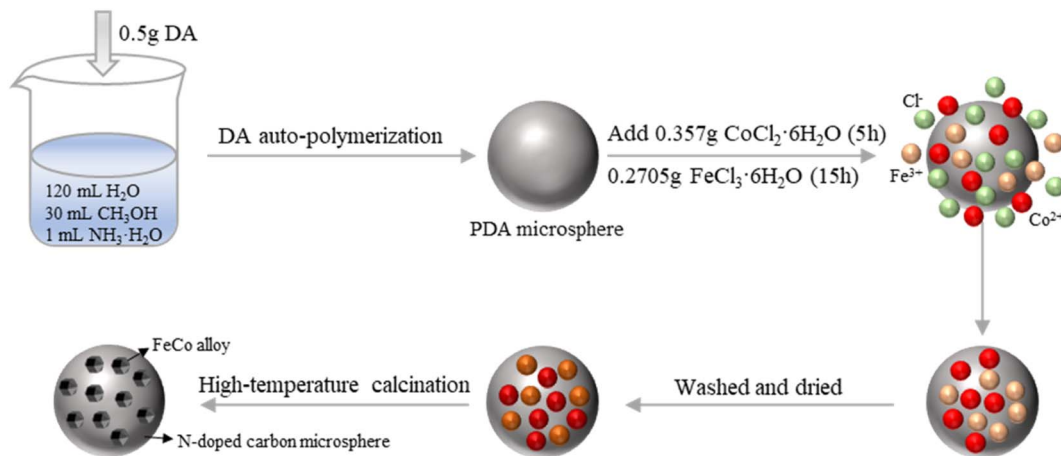 0.5g DA
120 mL H₂O
30 mL CH₃OH
1 mL NH₃·H₂O
DA auto-polymerization
PDA microsphere
Add 0.357g CoCl₂·6H₂O (5h)
0.2705g FeCl₃·6H₂O (15h)
Cl⁻
Fe³⁺
Co²⁺
Washed and dried
High-temperature calcination
FeCo alloy
N-doped carbon microsphere